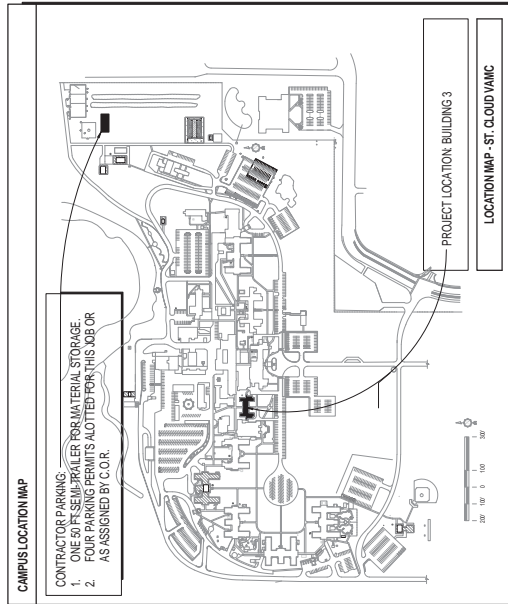 CAMPUS LOCATION MAP
CONTRACTOR PARKING:
1. ONE 50 FT SEMI-TRAILER FOR MATERIAL STORAGE.
2. FOUR PARKING PERMITS ALOTTED FOR THIS JOB OR
AS ASSIGNED BY C.O.R.
PROJECT LOCATION: BUILDING 3
LOCATION MAP - ST. CLOUD VAMC
200' 100' 0 100 300'